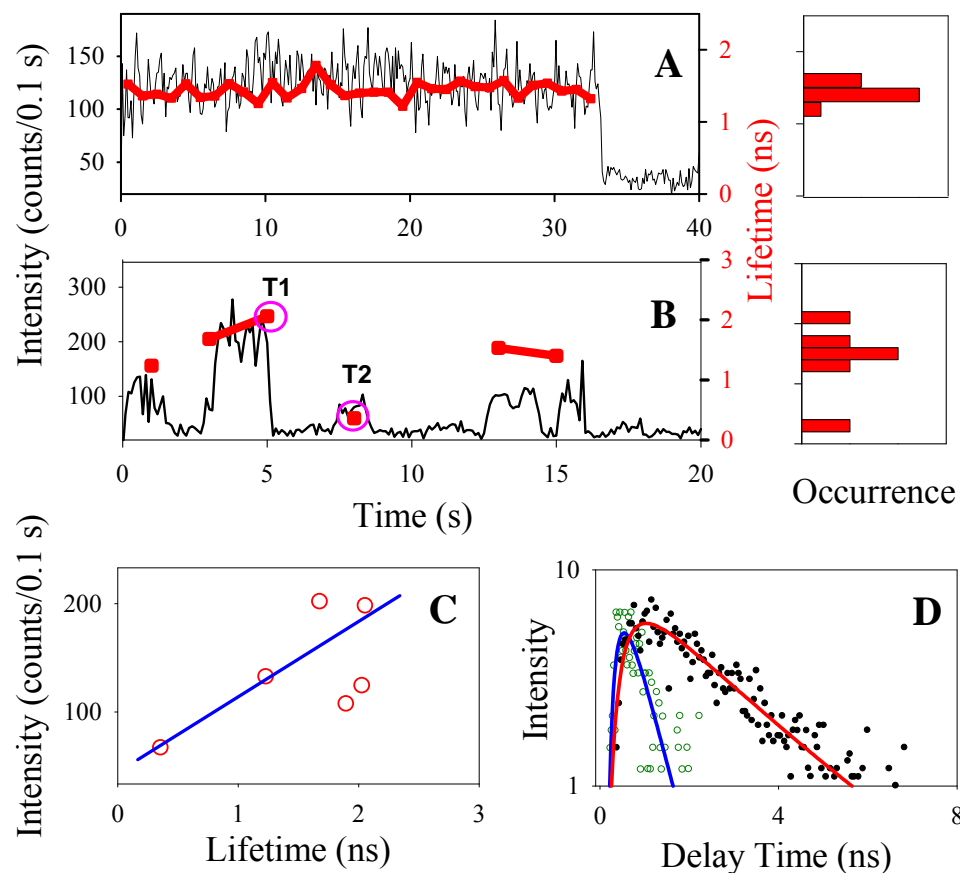 Intensity (counts/0.1 s)
150
100
50
A
2
1
0
Lifetime (ns)
0 10 20 30 40
300
200
100
T1
T2
B
3
2
1
0
0 5 10 15 20
Time (s)
Occurrence
Intensity (counts/0.1 s)
200
100
C
0 1 2 3
Lifetime (ns)
Intensity
10
1
D
0 4 8
Delay Time (ns)